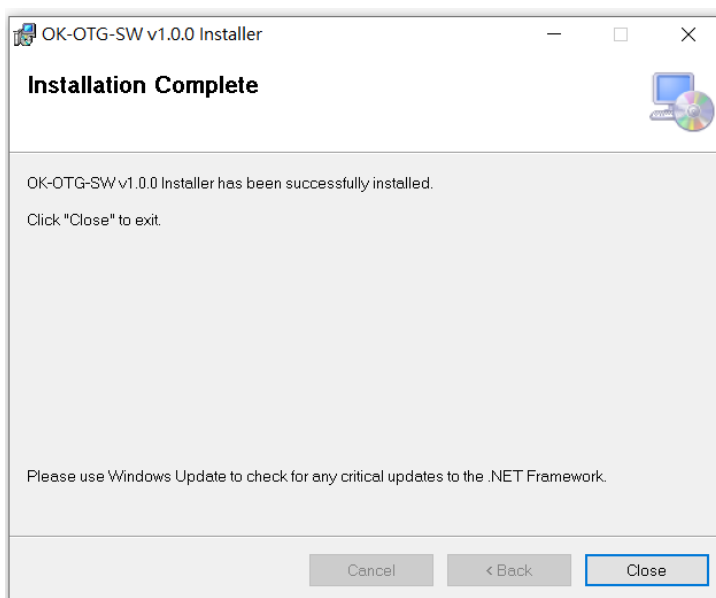 OK-OTG-SW v1.0.0 Installer
Installation Complete
OK-OTG-SW v1.0.0 Installer has been successfully installed.
Click "Close" to exit.
Please use Windows Update to check for any critical updates to the .NET Framework.
Cancel
< Back
Close